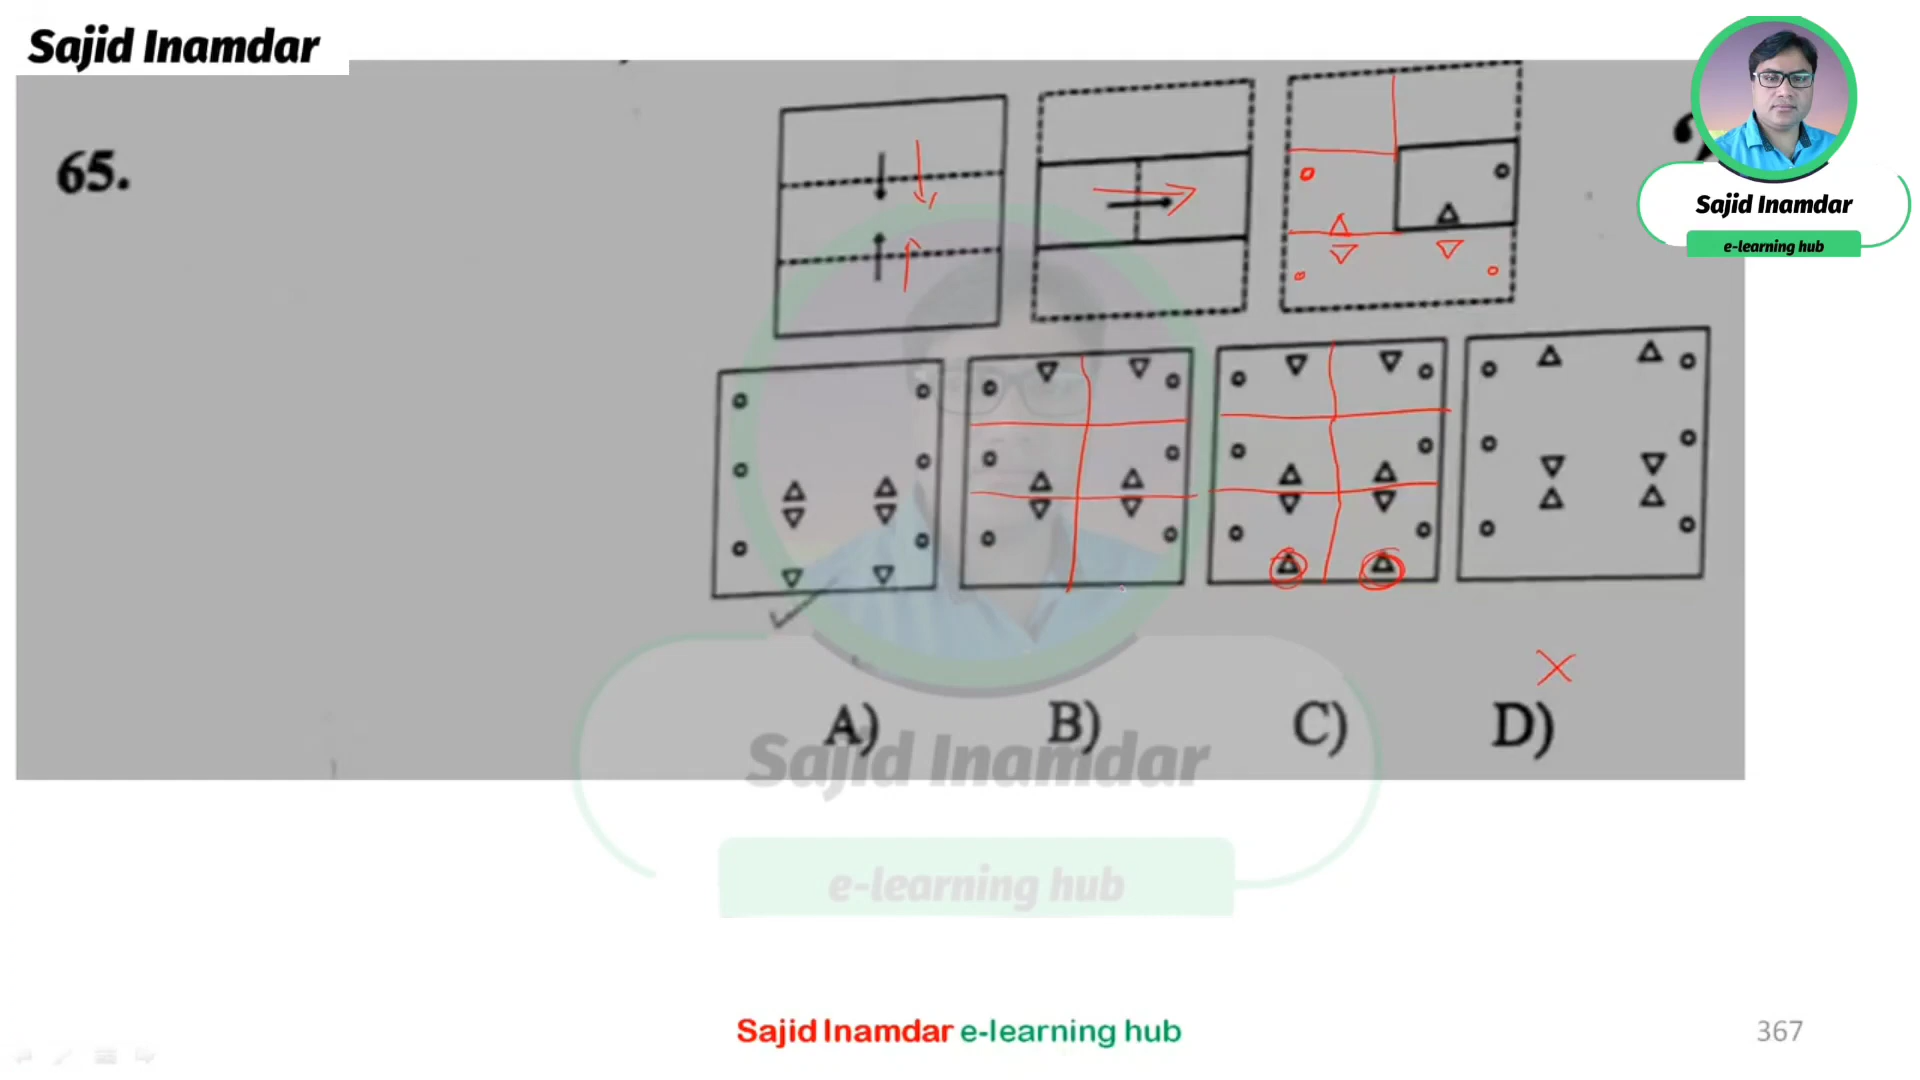 Sajid Inamdar
65.
Sajid Inamdar
e-learning hub
A) B) C) D)
Sajid Inamdar
e-learning hub
Sajid Inamdar e-learning hub
367